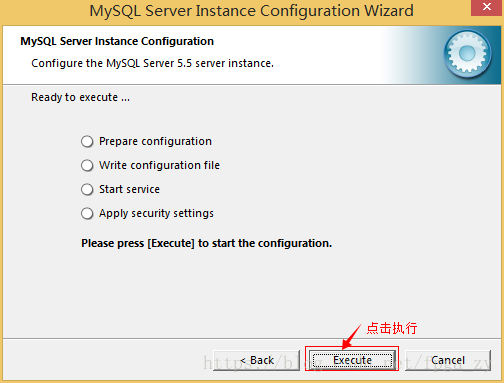 MySQL Server Instance Configuration Wizard
MySQL Server Instance Configuration
Configure the MySQL Server 5.5 server instance.
Ready to execute ...
Prepare configuration
Write configuration file
Start service
Apply security settings
Please press [Execute] to start the configuration.
点击执行
< Back
Execute
Cancel